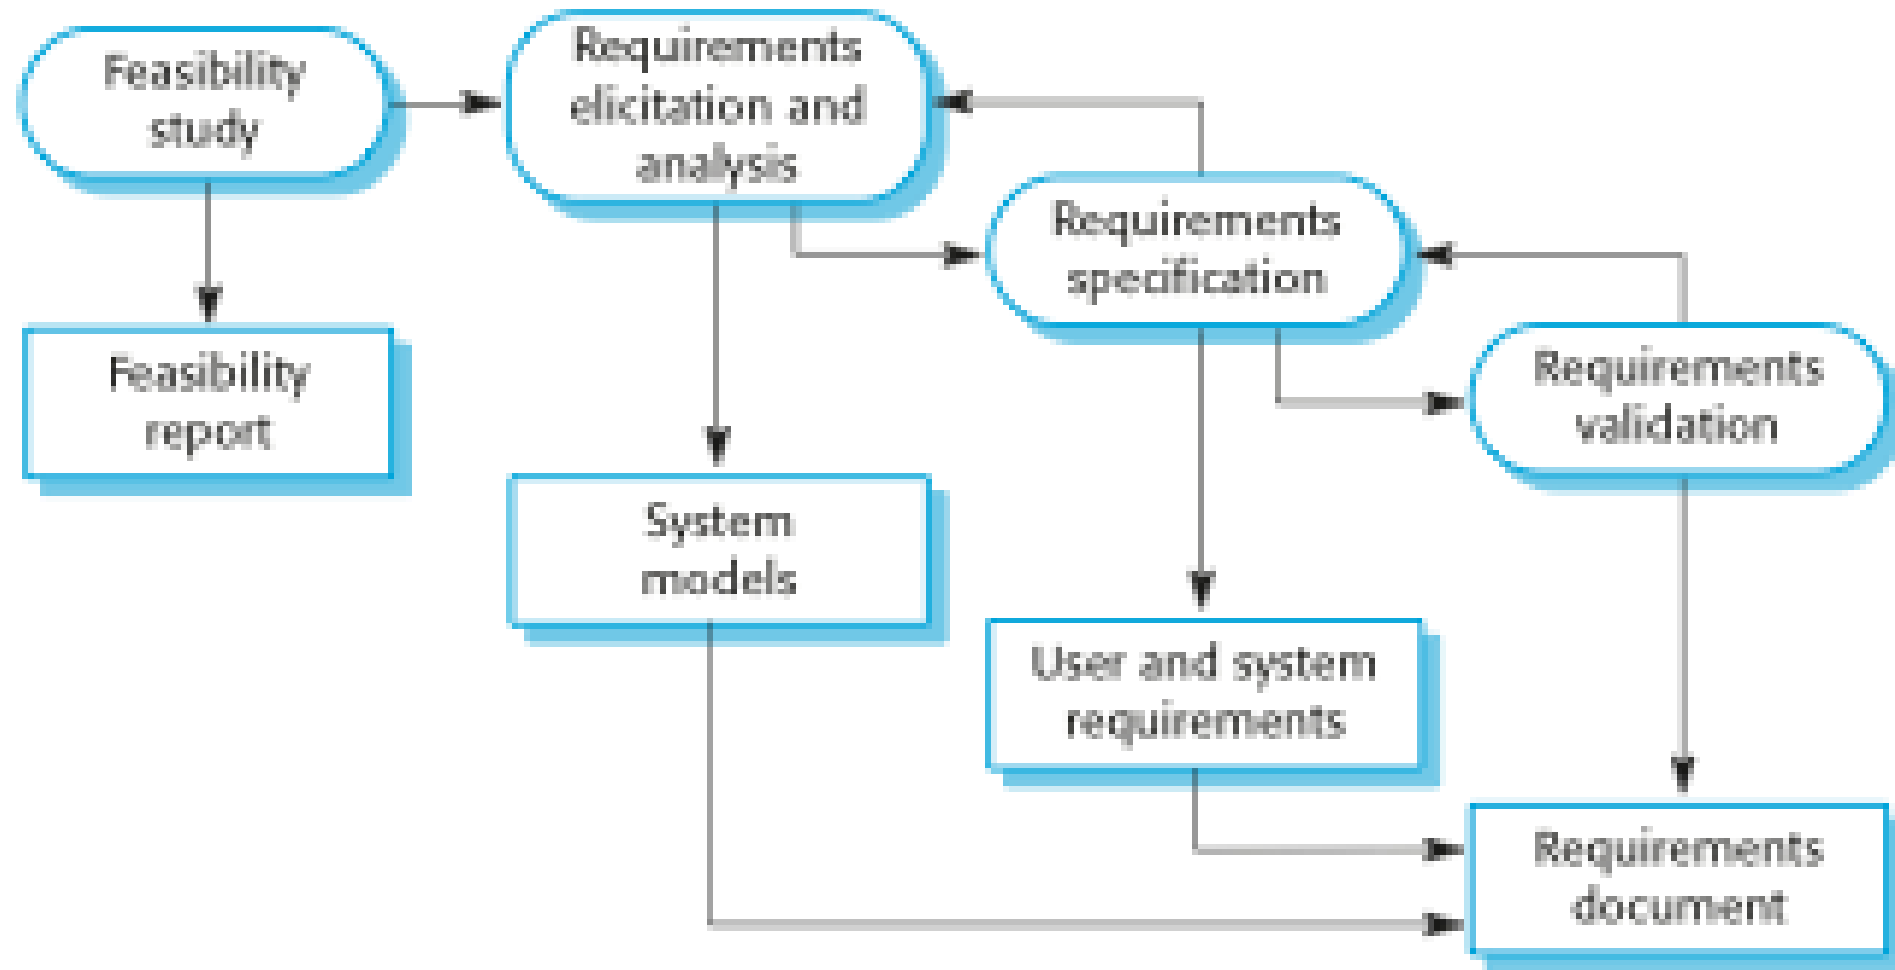 Feasibility
study
Requirements
elicitation and
analysis
Requirements
specification
Requirements
validation
Feasibility
report
System
models
User and system
requirements
Requirements
document